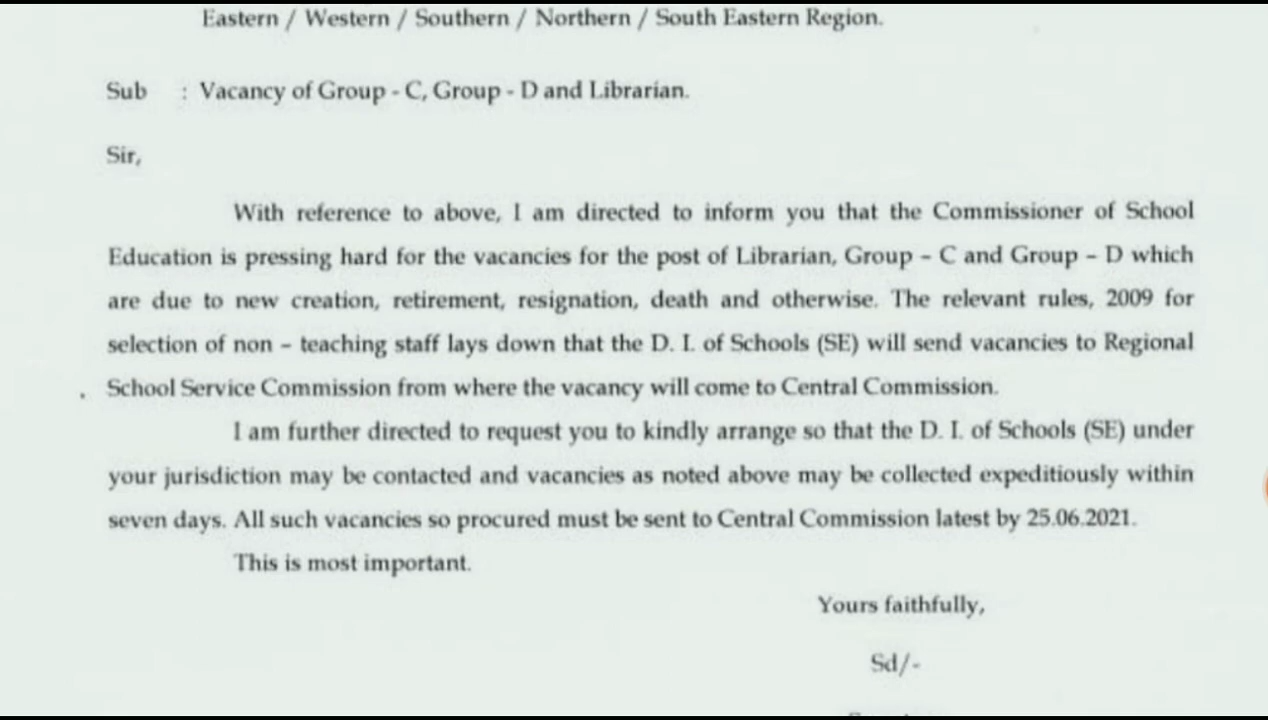 Eastern / Western / Southern / Northern / South Eastern Region.
Sub : Vacancy of Group - C, Group - D and Librarian.
Sir,
With reference to above, I am directed to inform you that the Commissioner of School
Education is pressing hard for the vacancies for the post of Librarian, Group – C and Group – D which
are due to new creation, retirement, resignation, death and otherwise. The relevant rules, 2009 for
selection of non – teaching staff lays down that the D. I. of Schools (SE) will send vacancies to Regional
School Service Commission from where the vacancy will come to Central Commission.
I am further directed to request you to kindly arrange so that the D. I. of Schools (SE) under
your jurisdiction may be contacted and vacancies as noted above may be collected expeditiously within
seven days. All such vacancies so procured must be sent to Central Commission latest by 25.06.2021.
This is most important.
Yours faithfully,
Sd/-